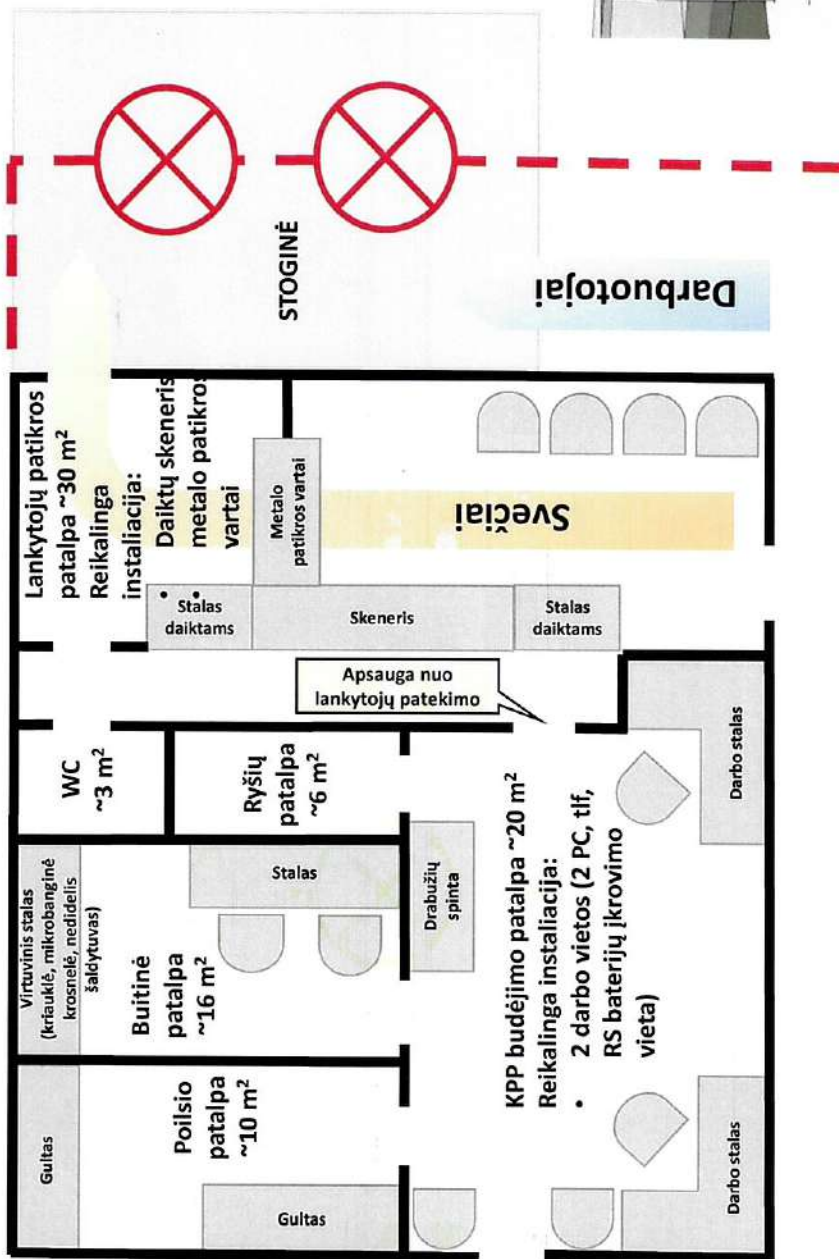 Gultas
Poilsio
patalpa
~10 m²
Gultas
Virtuvinis stalas
(kriauklė, mikrobanginė
krosnelė, nedidelis
šaldytuvas)
Buitinė
patalpa
~16 m²
Stalas
WC
~3 m²
Ryšių
patalpa
~6 m²
Drabužių
spinta
KPP budėjimo patalpa ~20 m²
Reikalinga instaliacija:
• 2 darbo vietos (2 PC, tlf,
RS baterijų įkrovimo
vieta)
Darbo stalas
Darbo stalas
Apsauga nuo
lankytojų patekimo
Lankytojų patikros
patalpa ~30 m²
Reikalinga
instaliacija:
• Daiktų skeneris
• metalo patikros
vartai
Stalas
daiktams
Skeneris
Stalas
daiktams
Metalo
patikros vartai
Svečiai
STOGINĖ
Darbuotojai